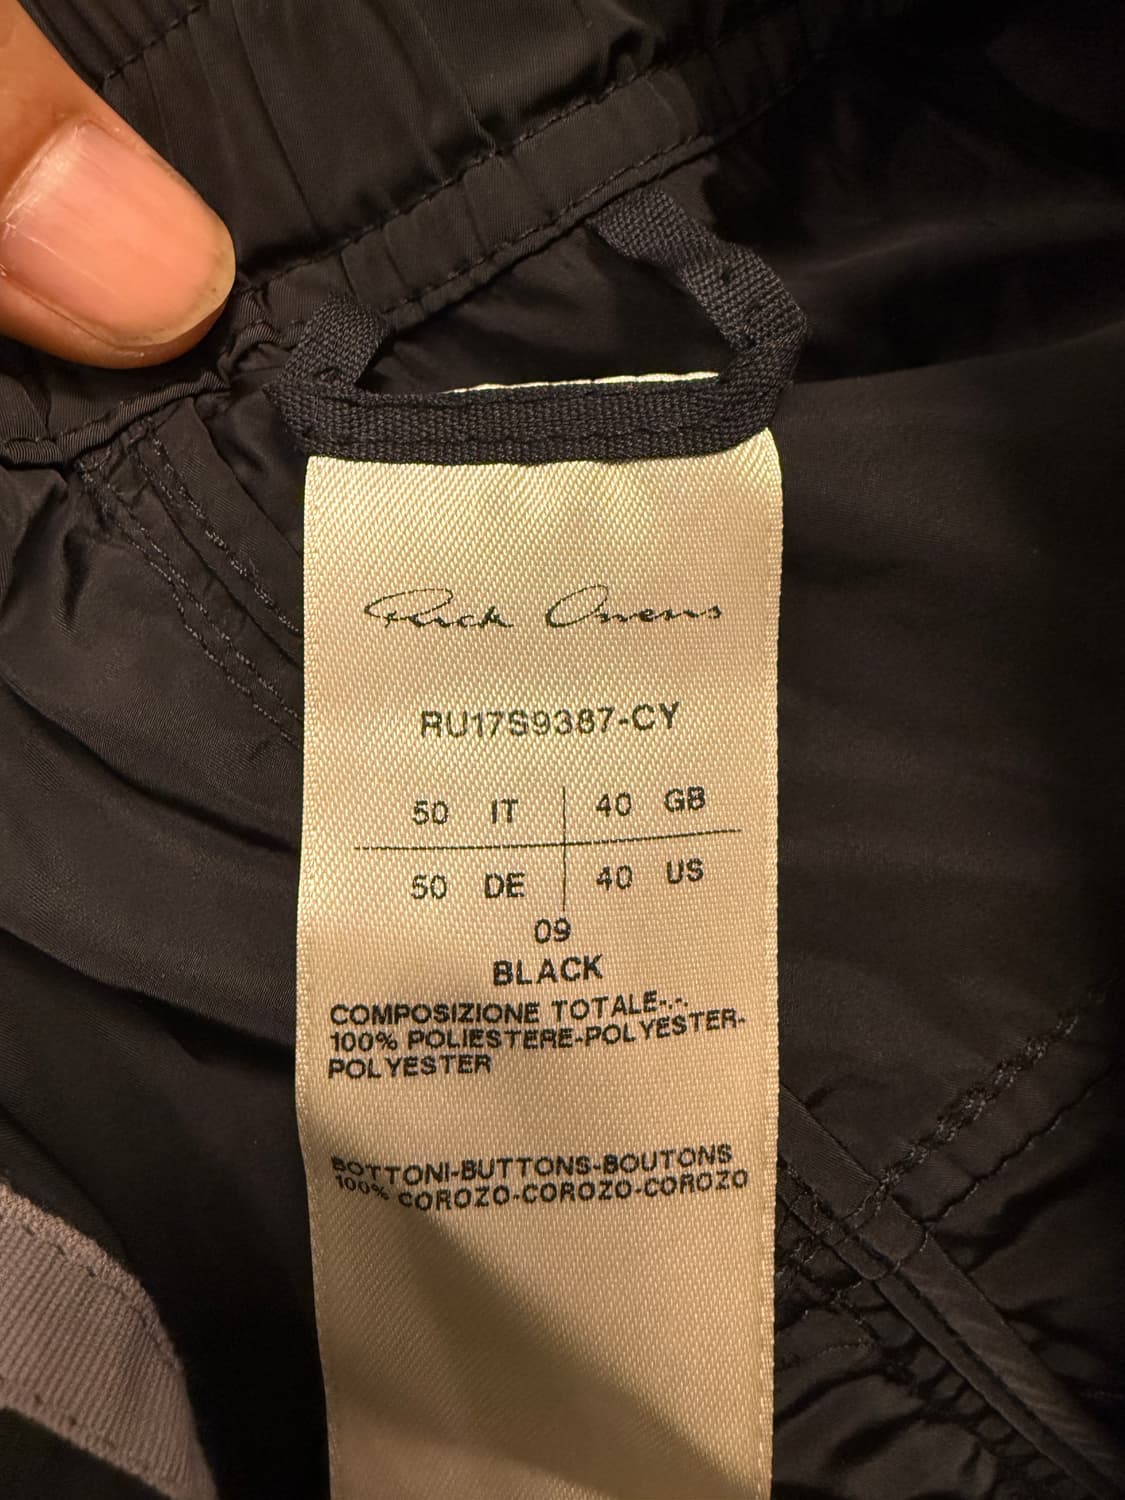 Rick Owens
RU17S9387-CY
50 IT 40 GB
50 DE 40 US
09
BLACK
COMPOSIZIONE TOTALE-.-.
100% POLIESTERE-POLYESTER-
POLYESTER
BOTTONI-BUTTONS-BOUTONS
100% COROZO-COROZO-COROZO